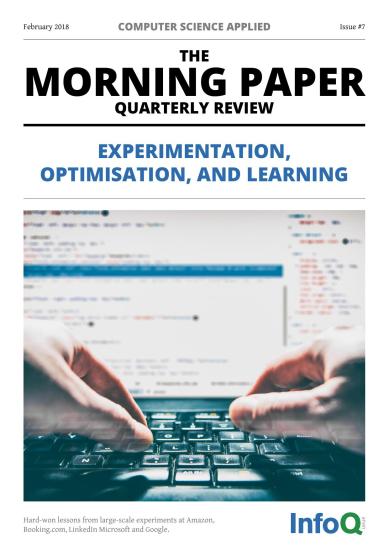 February 2018 COMPUTER SCIENCE APPLIED Issue #7
THE
MORNING PAPER
QUARTERLY REVIEW
EXPERIMENTATION,
OPTIMISATION, AND LEARNING
Hard-won lessons from large-scale experiments at Amazon,
Booking.com, LinkedIn Microsoft and Google.
InfoQ